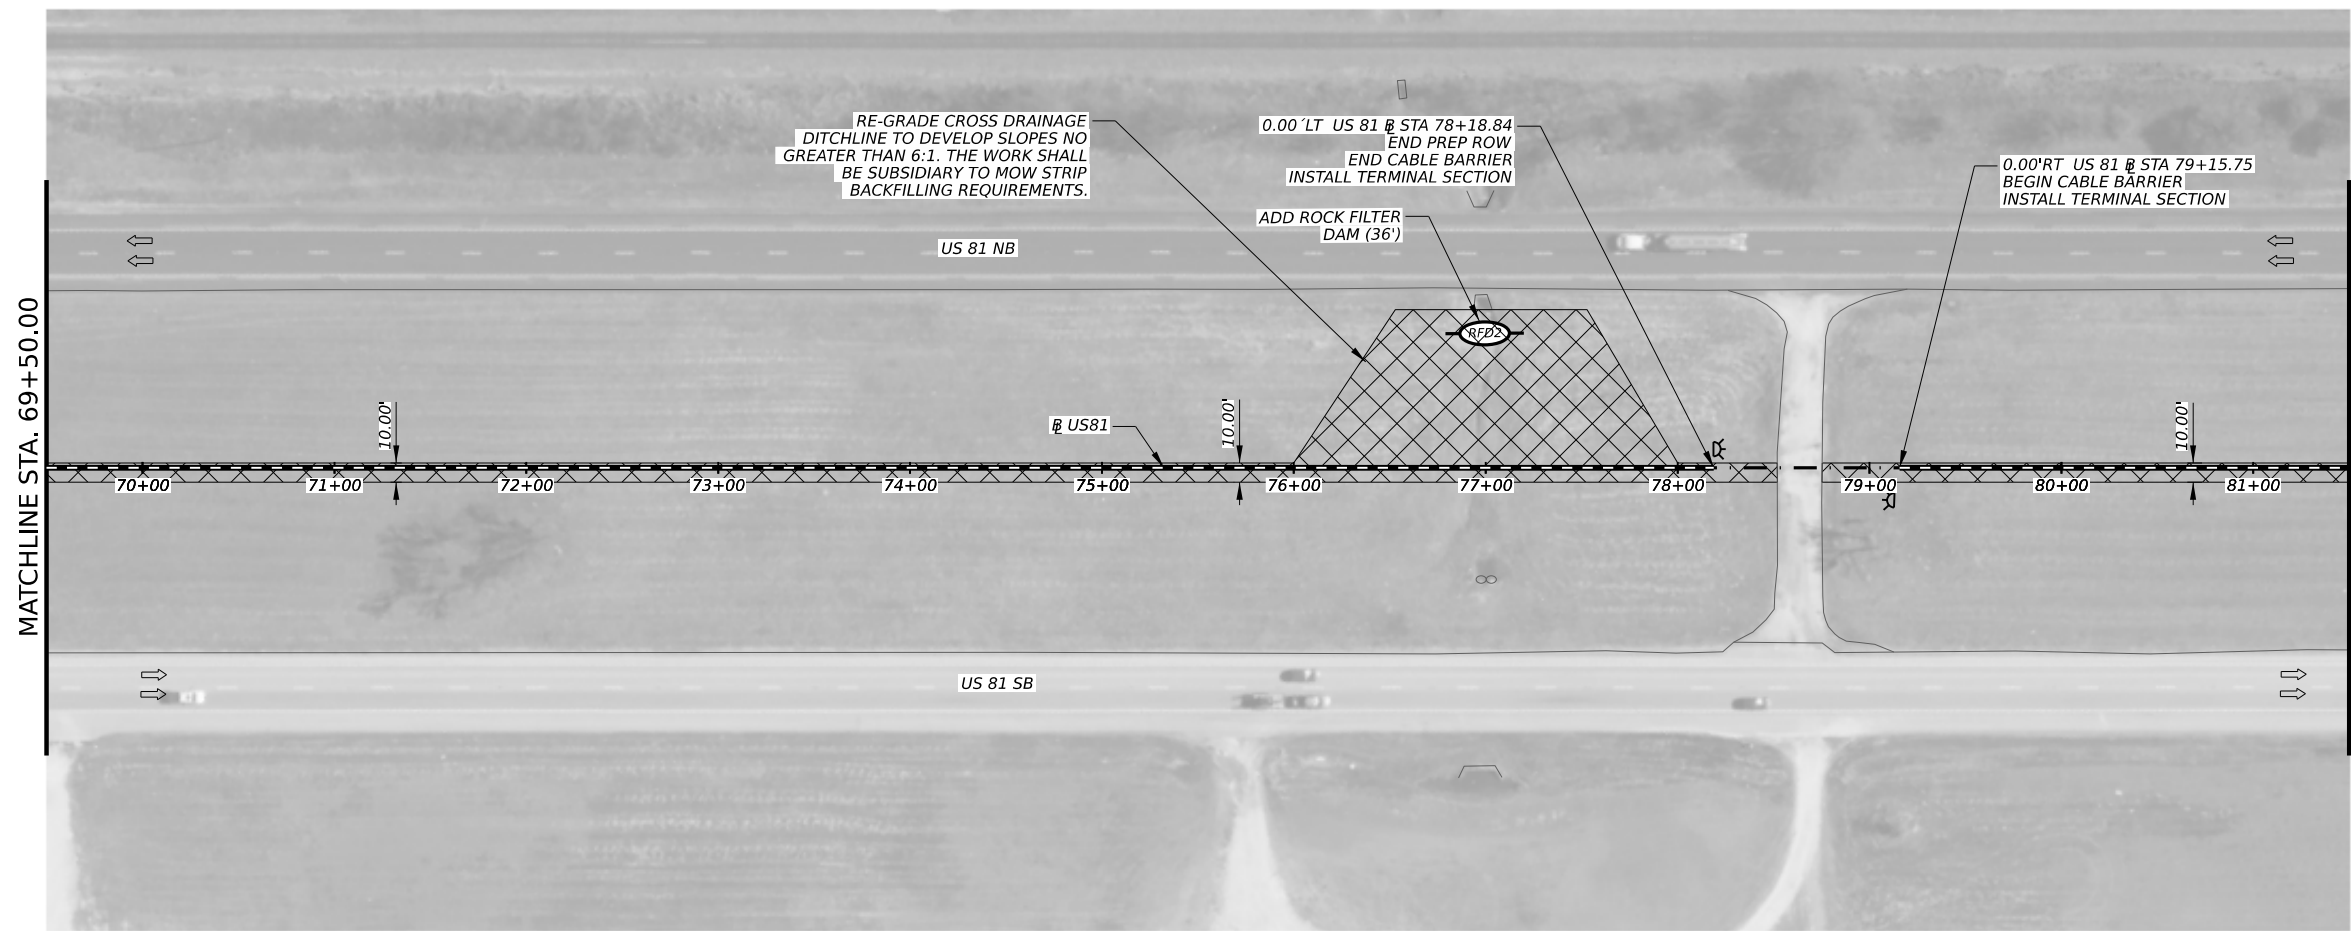 RE-GRADE CROSS DRAINAGE
DITCHLINE TO DEVELOP SLOPES NO
GREATER THAN 6:1. THE WORK SHALL
BE SUBSIDIARY TO MOW STRIP
BACKFILLING REQUIREMENTS.
0.00´LT US 81 BL STA 78+18.84
END PREP ROW
END CABLE BARRIER
INSTALL TERMINAL SECTION
0.00'RT US 81 BL STA 79+15.75
BEGIN CABLE BARRIER
INSTALL TERMINAL SECTION
ADD ROCK FILTER
DAM (36')
US 81 NB
RFD2
MATCHLINE STA. 69+50.00
10.00'
BL US81
10.00'
10.00'
70+00
71+00
72+00
73+00
74+00
75+00
76+00
77+00
78+00
79+00
80+00
81+00
US 81 SB